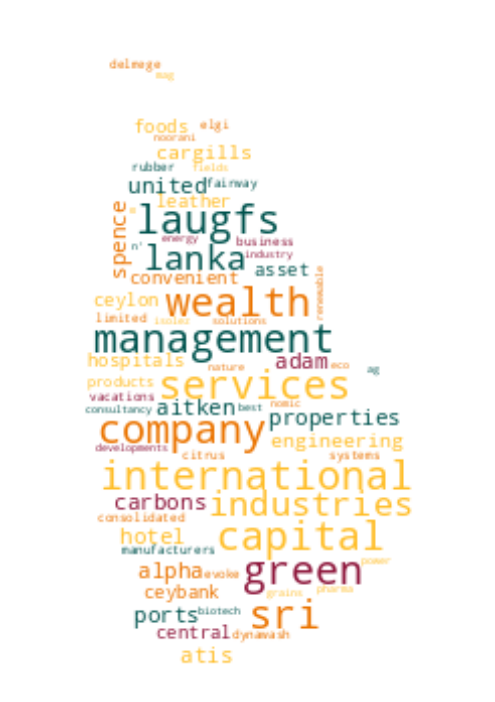 delmege
mag
foods elgi
noorani
cargills
rubber fields
united fairway
leather
spence
laugfs
energy business
n' lanka industry
asset
convenient
renewable
ceylon wealth
limited isolez solutions
management
hospitals adam eco
nature ag
products services
vacations
consultancy aitken best nomic
properties
company engineering
developments
citrus systems
international
carbons industries
consolidated
hotel capital
manufacturers
power
alpha evoke green
ceybank grains pharma
ports biotech sri
central dynawash
atis